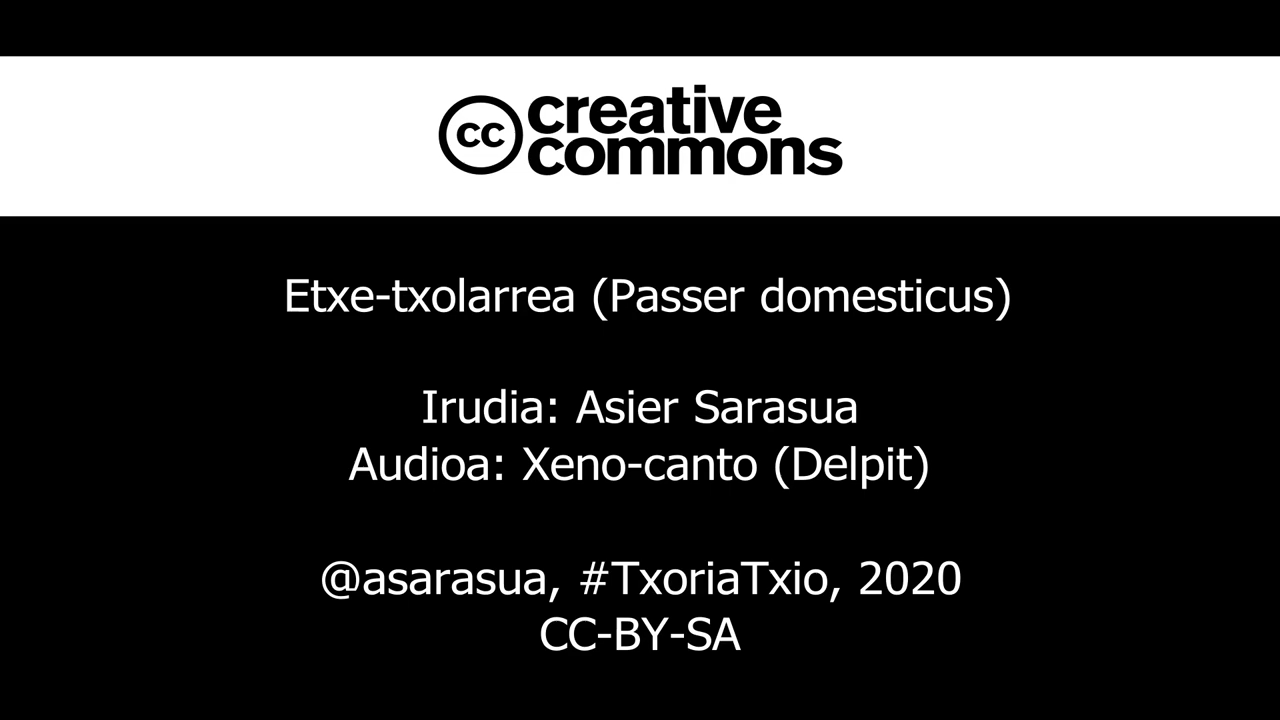 cc creative
commons
Etxe-txolarrea (Passer domesticus)
Irudia: Asier Sarasua
Audioa: Xeno-canto (Delpit)
@asarasua, #TxoriaTxio, 2020
CC-BY-SA